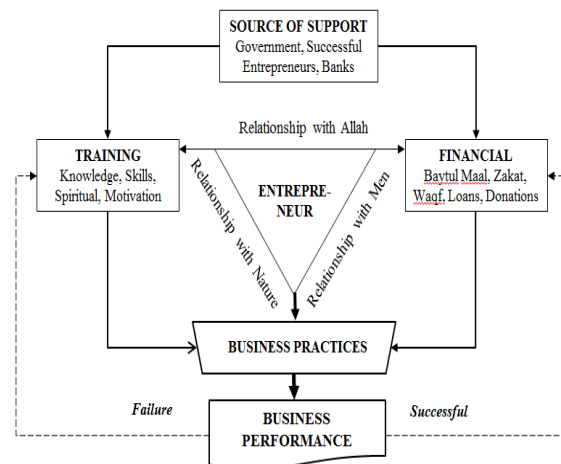 SOURCE OF SUPPORT
Government, Successful
Entrepreneurs, Banks
Relationship with Allah
TRAINING
Knowledge, Skills,
Spiritual, Motivation
FINANCIAL
Baytul Maal, Zakat,
Waqf, Loans, Donations
ENTREPRE-
NEUR
Relationship with Nature
Relationship with Men
BUSINESS PRACTICES
Failure
Successful
BUSINESS
PERFORMANCE